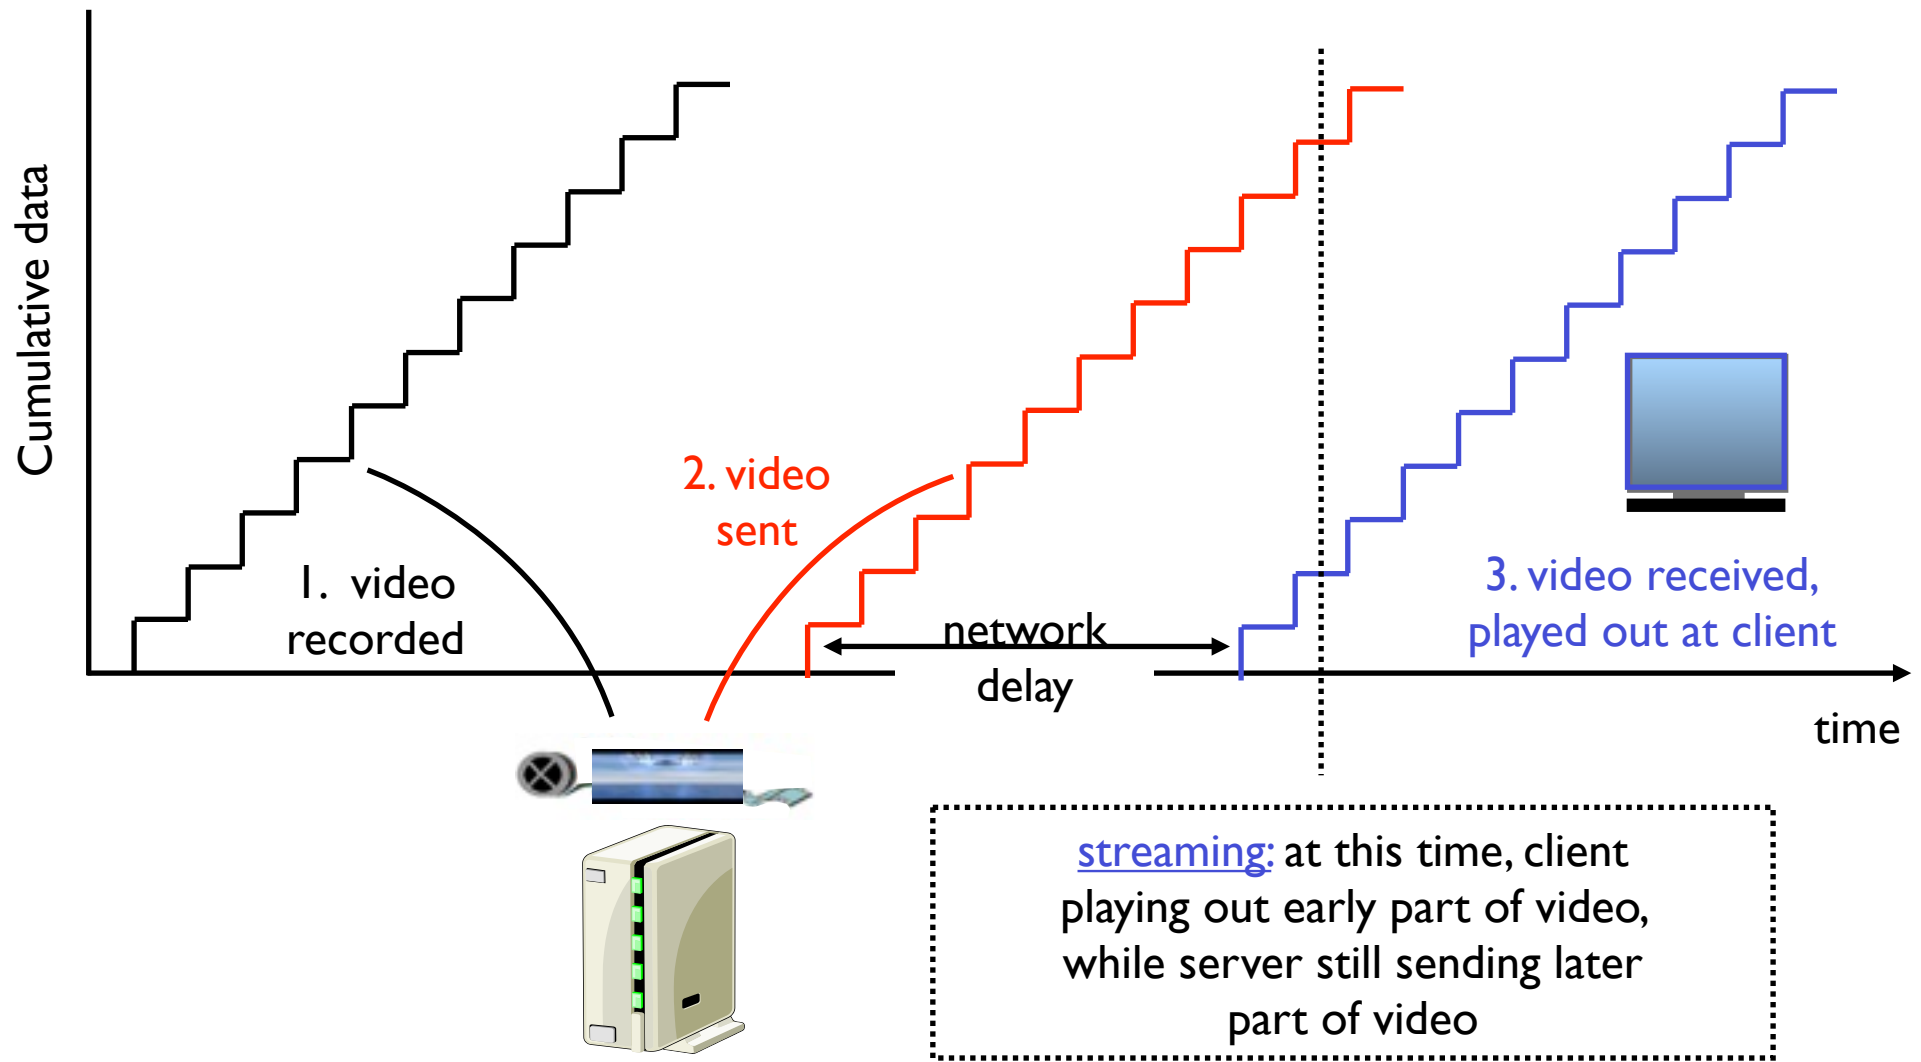 Cumulative data
1. video
recorded
2. video
sent
network
delay
3. video received,
played out at client
time
streaming: at this time, client
playing out early part of video,
while server still sending later
part of video